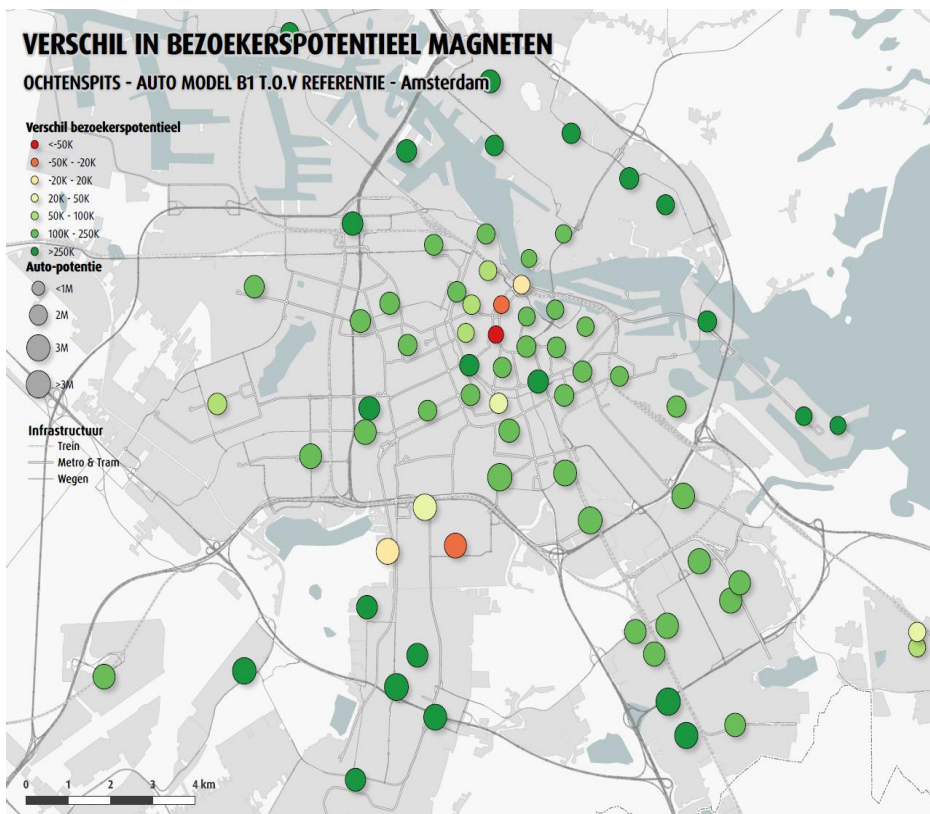 VERSCHIL IN BEZOEKERSPOTENTIEEL MAGNETEN
OCHTENSPITS - AUTO MODEL B1 T.O.V REFERENTIE - Amsterdam
Verschil bezoekerspotentieel
<-50K
-50K - -20K
-20K - 20K
20K - 50K
50K - 100K
100K - 250K
>250K
Auto-potentie
<1M
2M
3M
>3M
Infrastructuur
Trein
Metro & Tram
Wegen
0 1 2 3 4 km